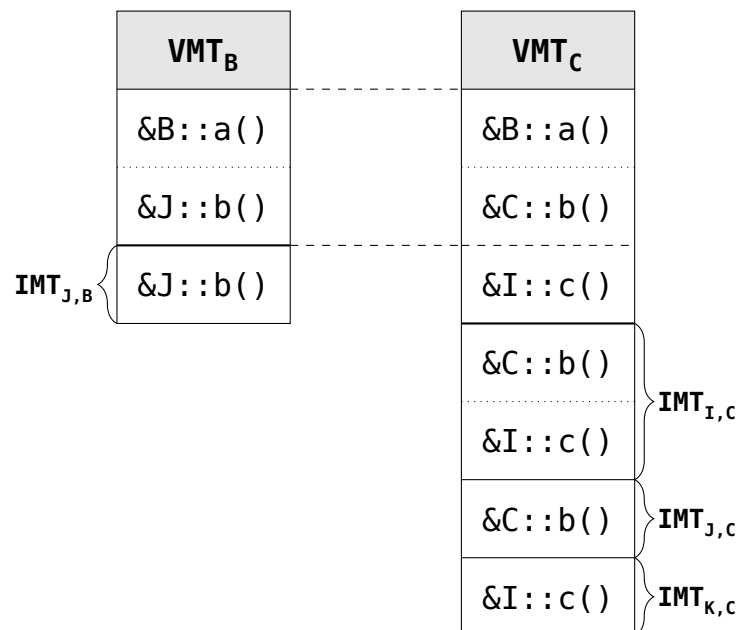 VMT_B
&B::a()
&J::b()
&J::b()
IMT_J,B
VMT_C
&B::a()
&C::b()
&I::c()
&C::b()
&I::c()
IMT_I,C
&C::b()
IMT_J,C
&I::c()
IMT_K,C